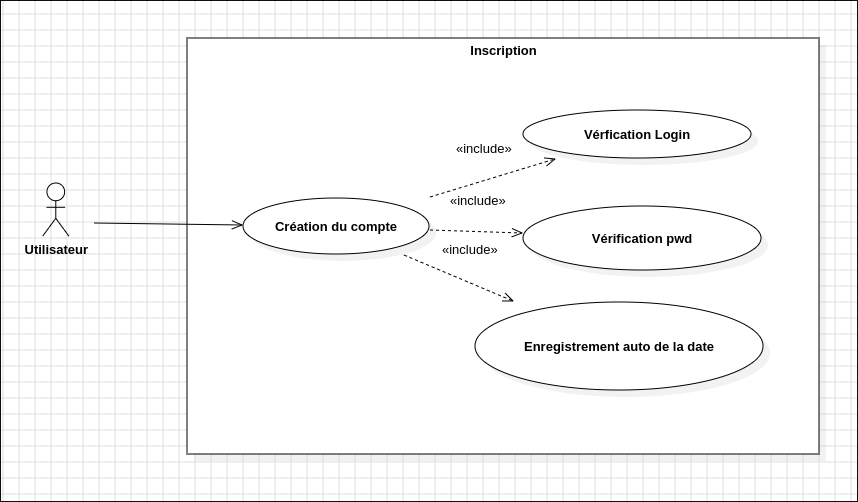 Inscription
Vérfication Login
«include»
«include»
Création du compte
Vérification pwd
Utilisateur
«include»
Enregistrement auto de la date